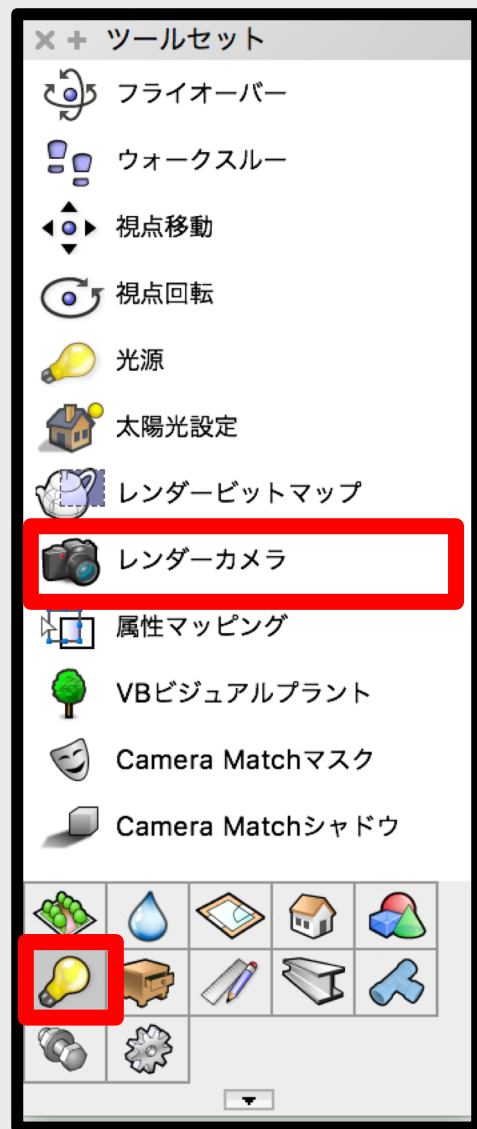 ツールセット
フライオーバー
ウォークスルー
視点移動
視点回転
光源
太陽光設定
レンダービットマップ
レンダーカメラ
属性マッピング
VBビジュアルプラント
Camera Matchマスク
Camera Matchシャドウ